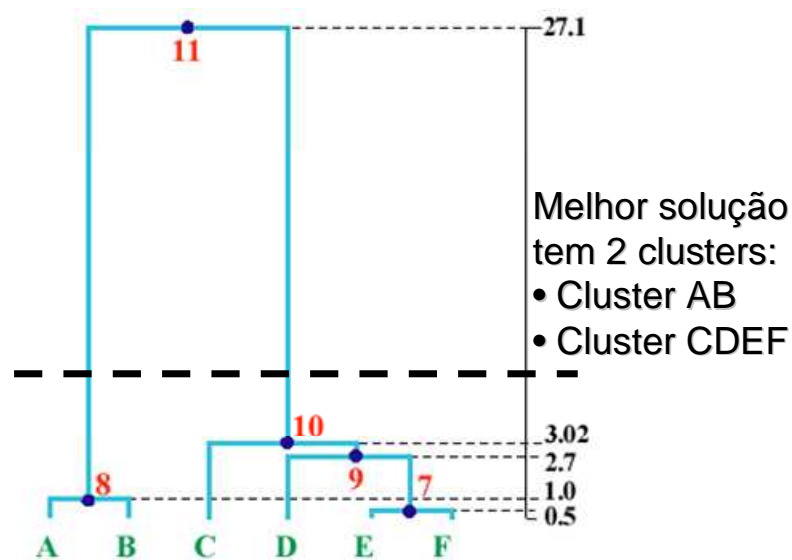 27.1
11
Melhor solução
tem 2 clusters:
• Cluster AB
• Cluster CDEF
10
3.02
2.7
9
7
8
1.0
0.5
A B C D E F